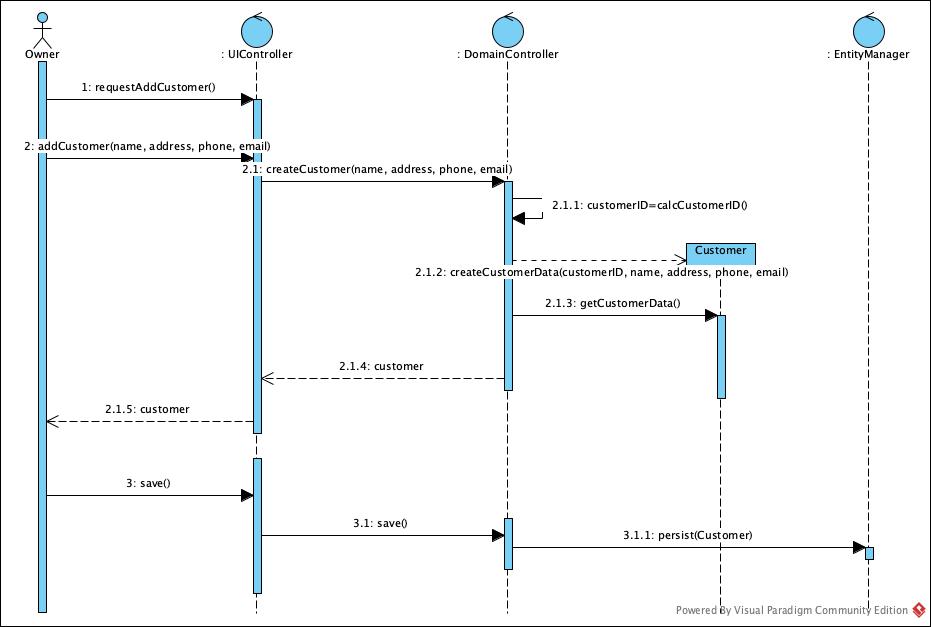 Owner
: UIController
: DomainController
: EntityManager
1: requestAddCustomer()
2: addCustomer(name, address, phone, email)
2.1: createCustomer(name, address, phone, email)
2.1.1: customerID=calcCustomerID()
Customer
2.1.2: createCustomerData(customerID, name, address, phone, email)
2.1.3: getCustomerData()
2.1.4: customer
2.1.5: customer
3: save()
3.1: save()
3.1.1: persist(Customer)
Powered By Visual Paradigm Community Edition